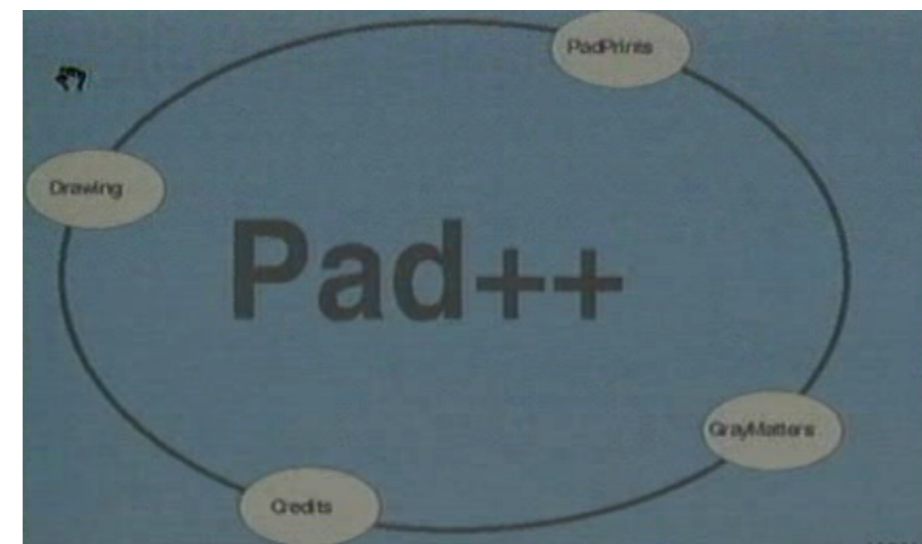 PadPrints
Drawing
Pad++
GrayMatters
Credits